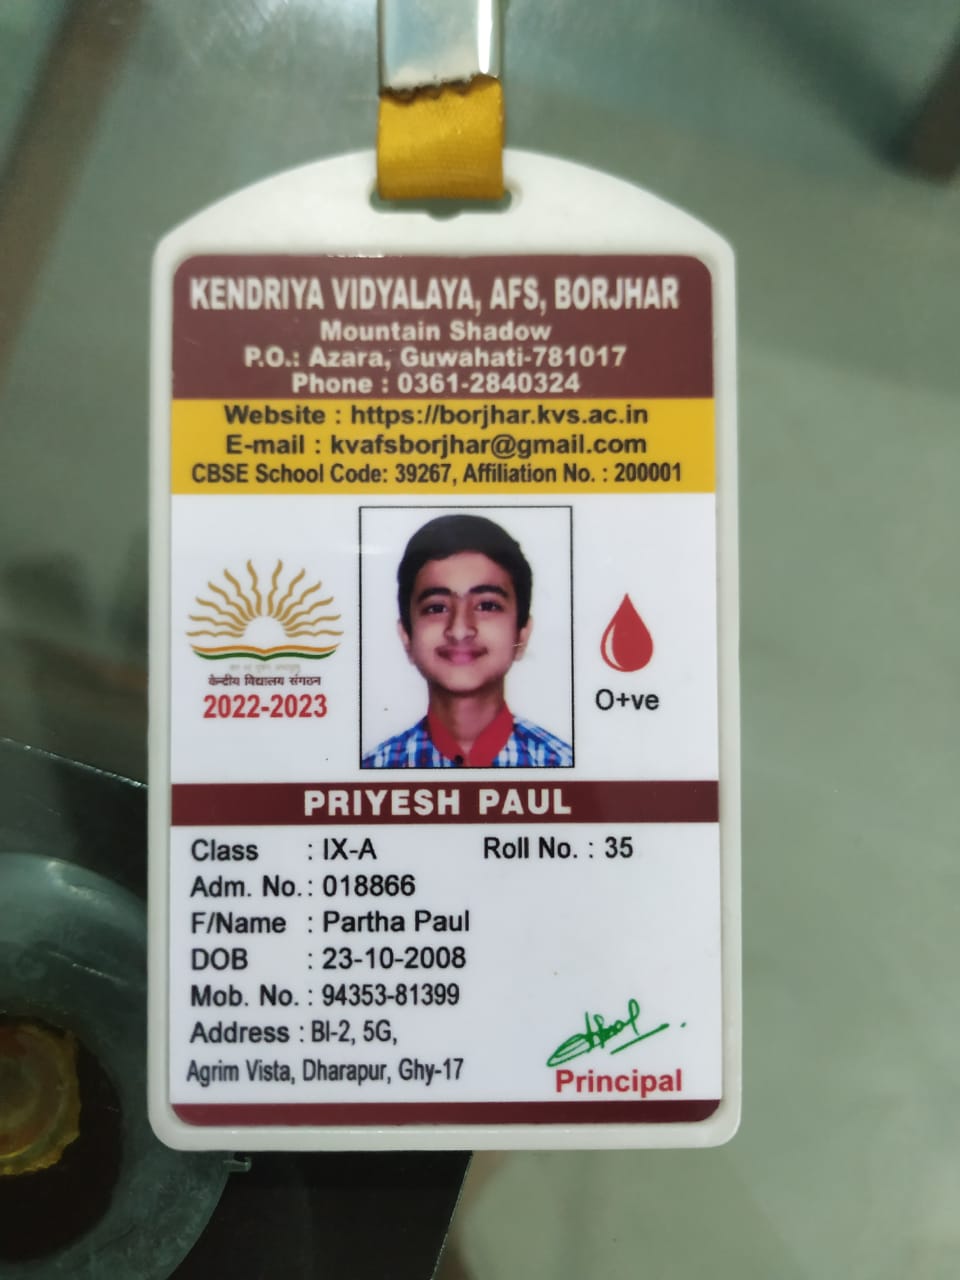 KENDRIYA VIDYALAYA, AFS, BORJHAR
Mountain Shadow
P.O.: Azara, Guwahati-781017
Phone : 0361-2840324
Website : https://borjhar.kvs.ac.in
E-mail : kvafsborjhar@gmail.com
CBSE School Code: 39267, Affiliation No. : 200001
केन्द्रीय विद्यालय संगठन
2022-2023
O+ve
PRIYESH PAUL
Class : IX-A Roll No. : 35
Adm. No.: 018866
F/Name : Partha Paul
DOB : 23-10-2008
Mob. No. : 94353-81399
Address : Bl-2, 5G,
Agrim Vista, Dharapur, Ghy-17
Principal